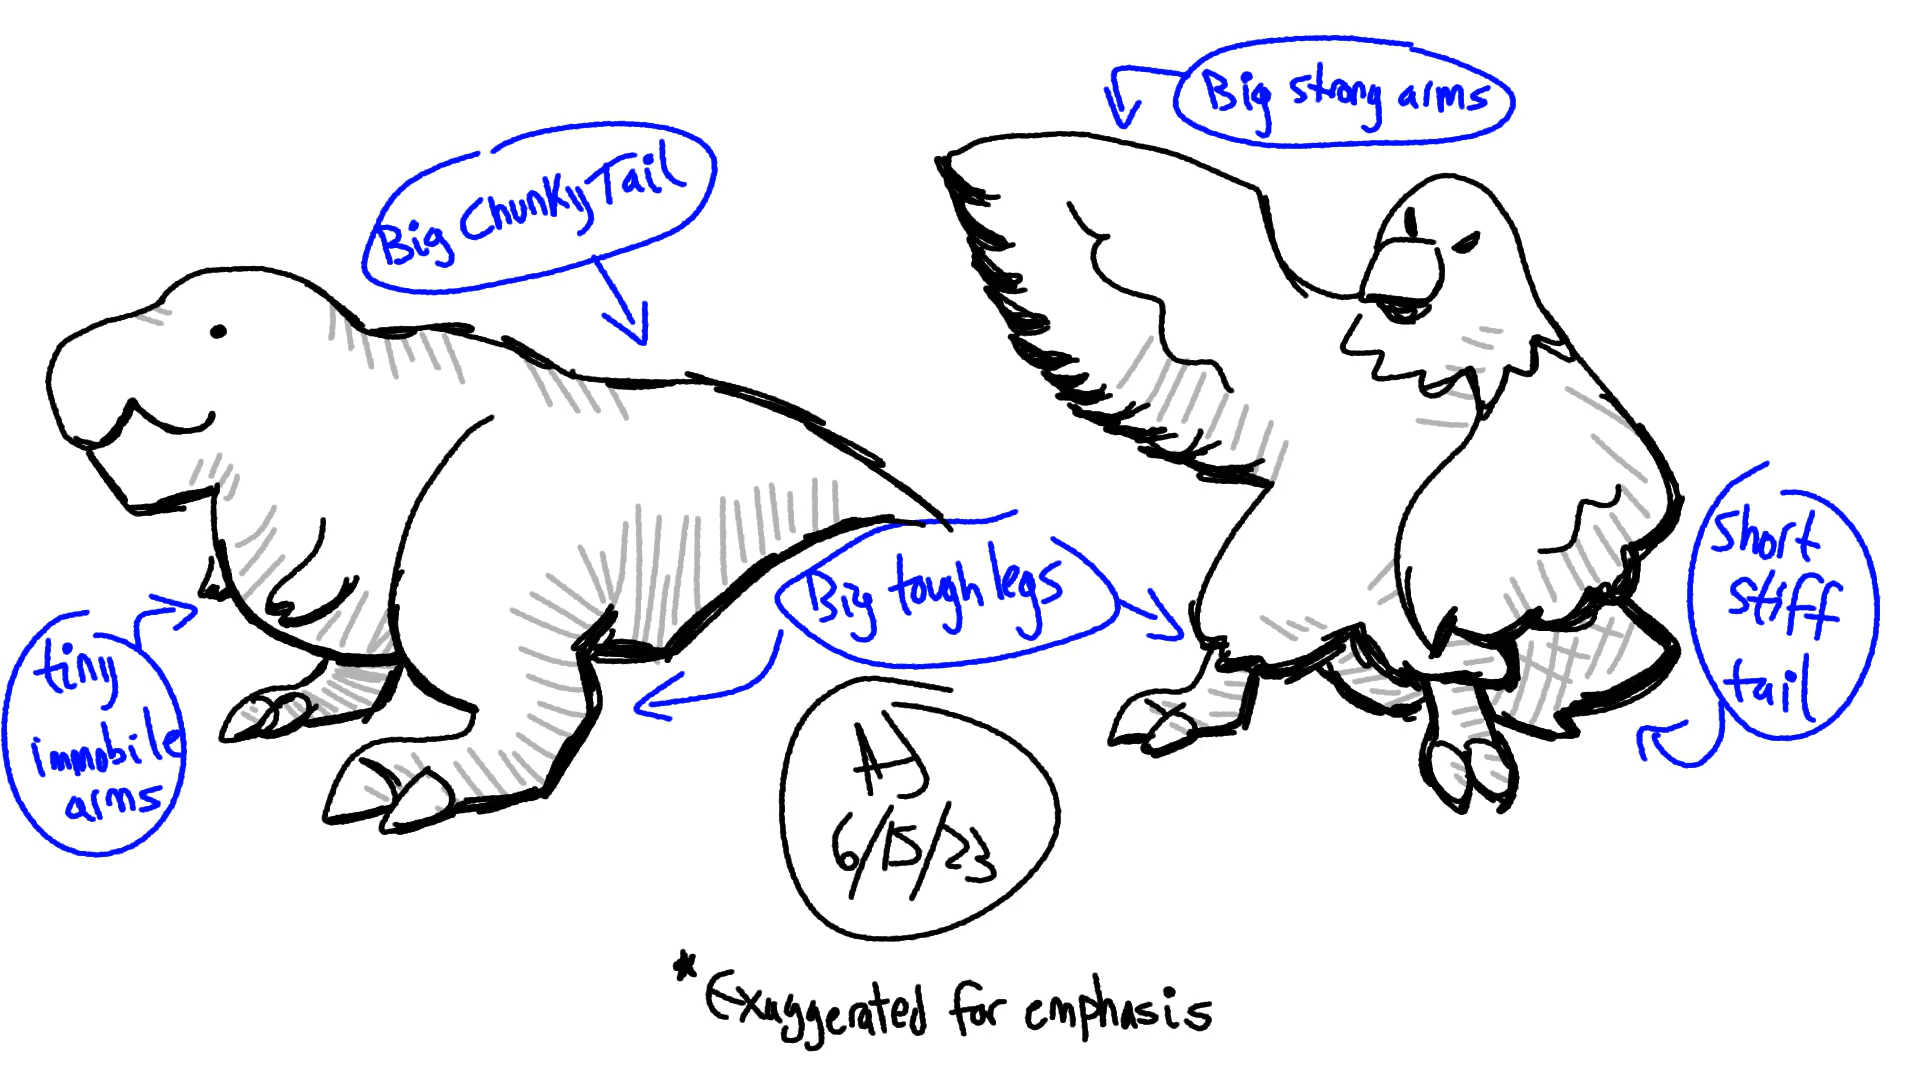 Big strong arms
Big Chunky Tail
Big tough legs
short
stiff
tail
tiny
immobile
arms
AJ
6/15/23
*Exaggerated for emphasis